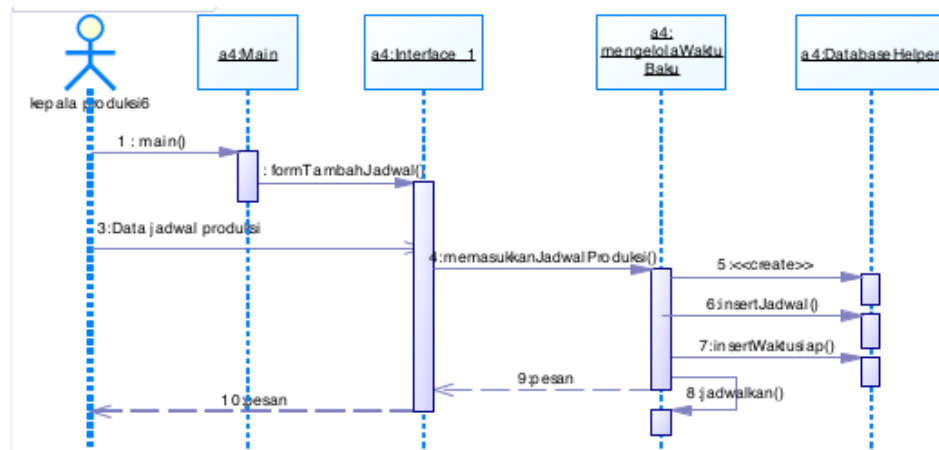 a4:Main
a4:Interface_1
a4:
mengelolaWaktu
Baku
a4:DatabaseHelper
kepala produksi6
1 : main()
: formTambahJadwal()
3:Data jadwal produksi
4:memasukkanJadwalProduksi()
5 :<<create>>
6:insertJadwal()
7:insertWaktusiap()
9:pesan
8:jadwalkan()
10:pesan